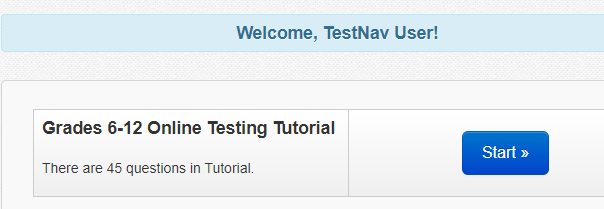 Welcome, TestNav User!
Grades 6-12 Online Testing Tutorial
There are 45 questions in Tutorial.
Start »